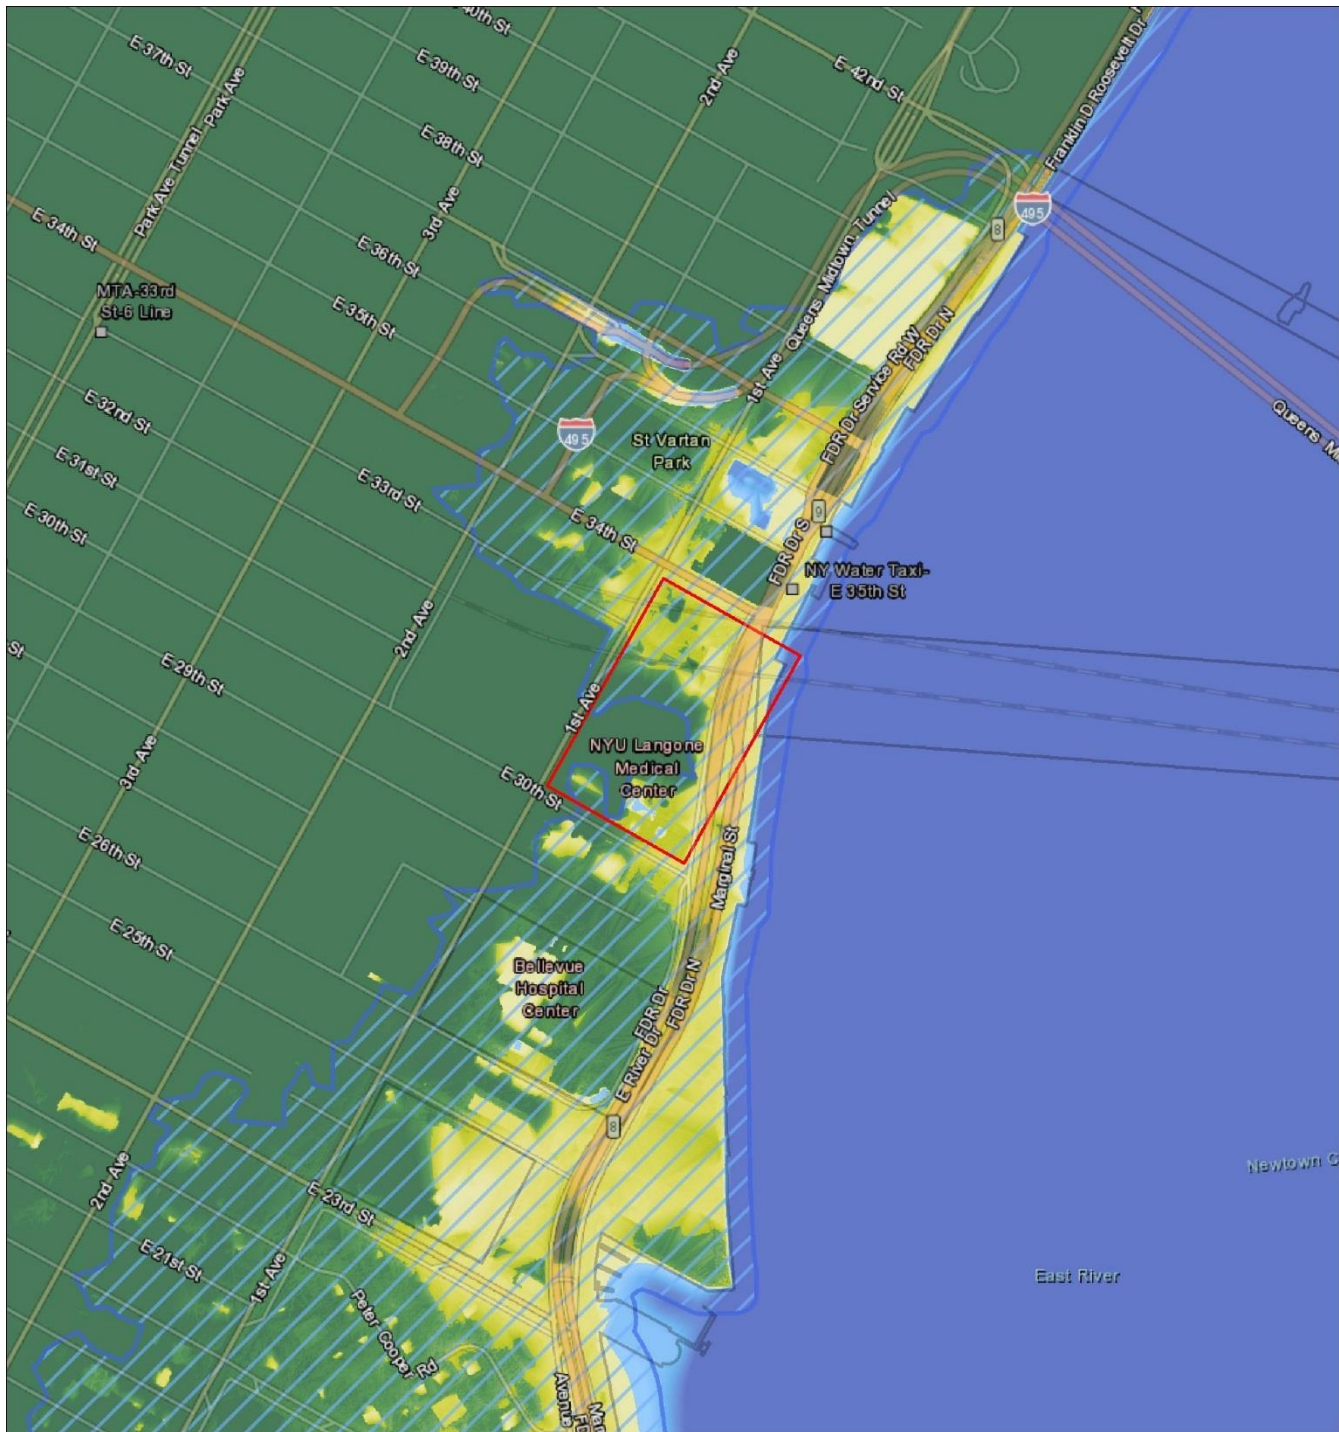 E 40th St
E 37th St
Park Ave
E 39th St
2nd Ave
E 42nd St
Franklin D Roosevelt Dr
Park Ave Tunnel
E 38th St
3rd Ave
495
8
E 34th St
E 36th St
Queens Midtown Tunnel
1st Ave
MTA-33rd
St-6 Line
E 35th St
FDR Dr Service Rd W
FDR Dr N
E 32nd St
495
St Vartan
Park
E 31st St
E 33rd St
E 30th St
E 34th St
9
FDR Dr S
NY Water Taxi-
E 35th St
2nd Ave
St
E 29th St
1st Ave
3rd Ave
NYU Langone
Medical
Center
E 30th St
E 26th St
Marginal St
E 25th St
Bellevue
Hospital
Center
FDR Dr
FDR Dr N
E River Dr
8
2nd Ave
E 23rd St
Newtown C
E 21st St
1st Ave
East River
Peter Cooper Rd
Avenue